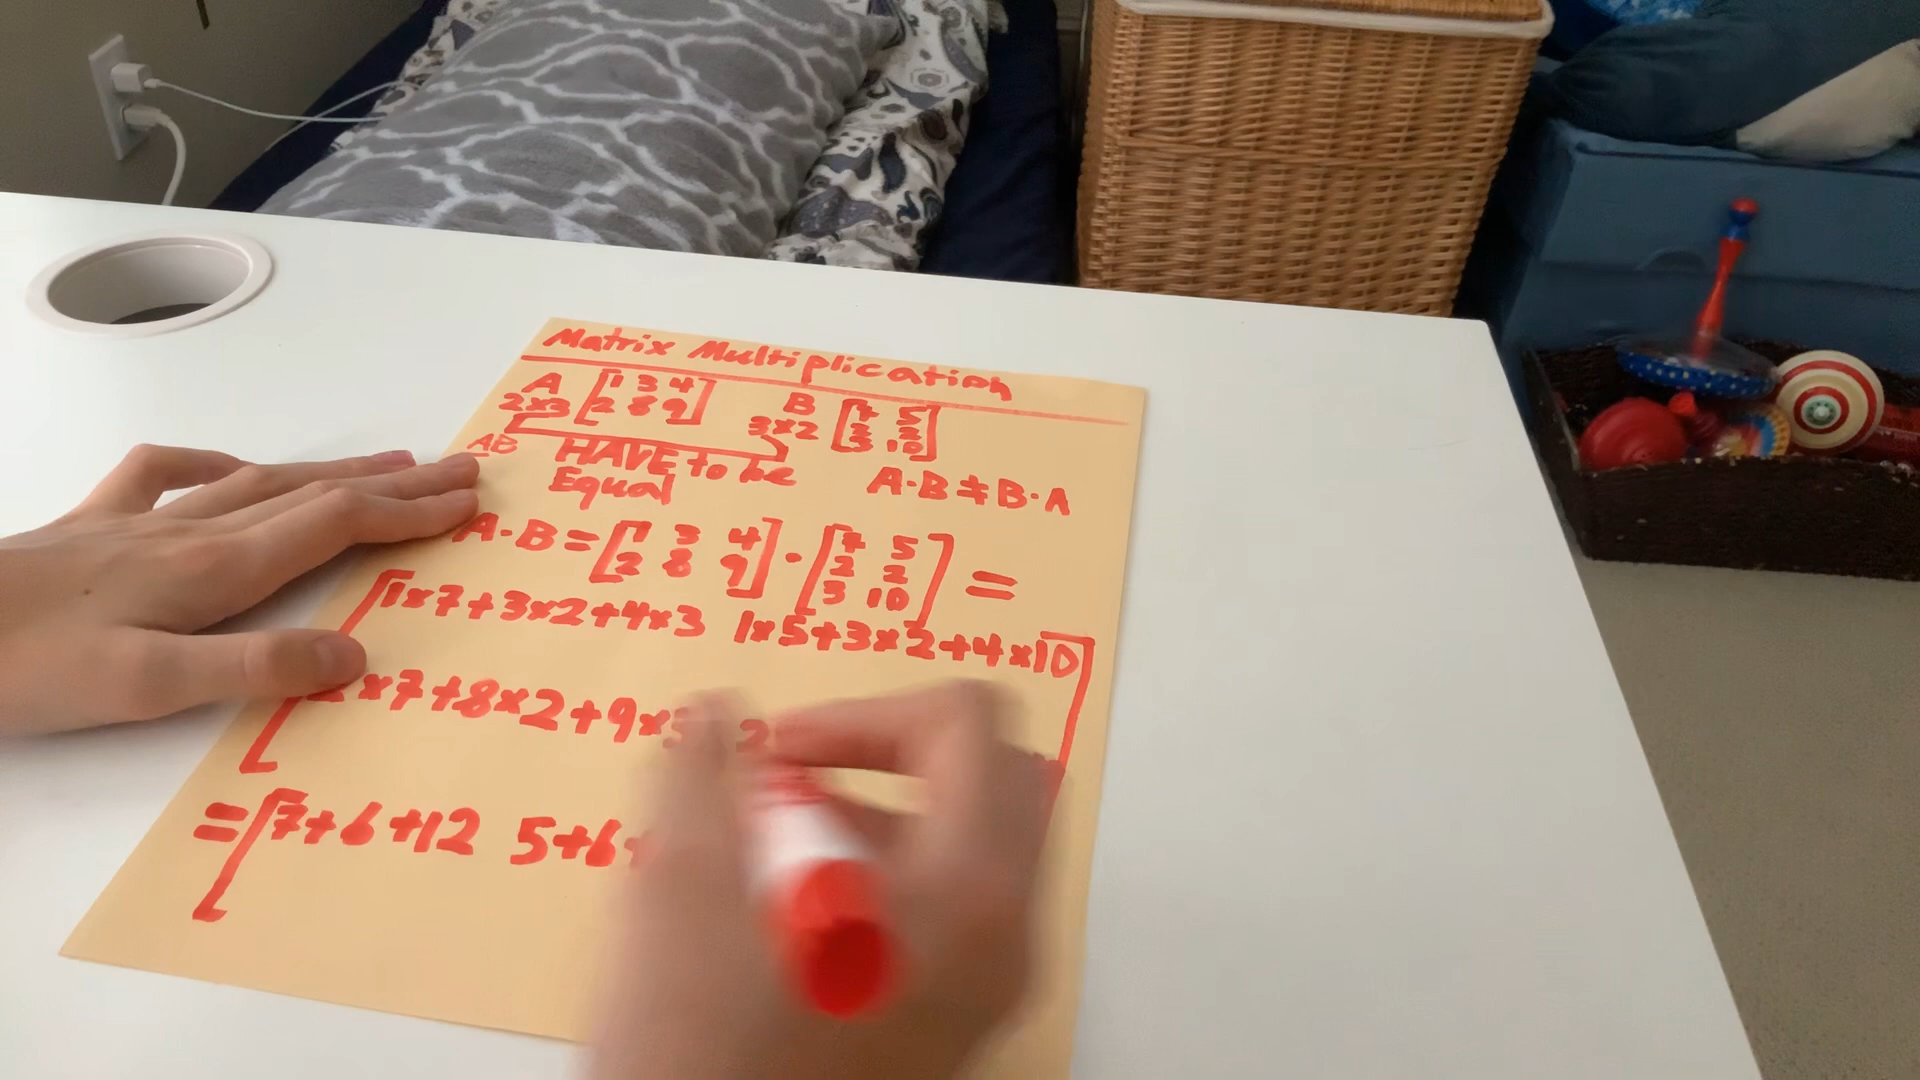 Matrix Multiplication
A [1 3 4] B [7 5]
2x3 [2 8 9] 3x2 [2 2]
[3 10]
AB HAVE to be
Equal A·B ≠ B·A
A·B = [1 3 4] · [7 5] =
[2 8 9] [2 2]
[3 10]
[1x7+3x2+4x3 1x5+3x2+4x10]
2x7+8x2+9x3 2
= [7+6+12 5+6+